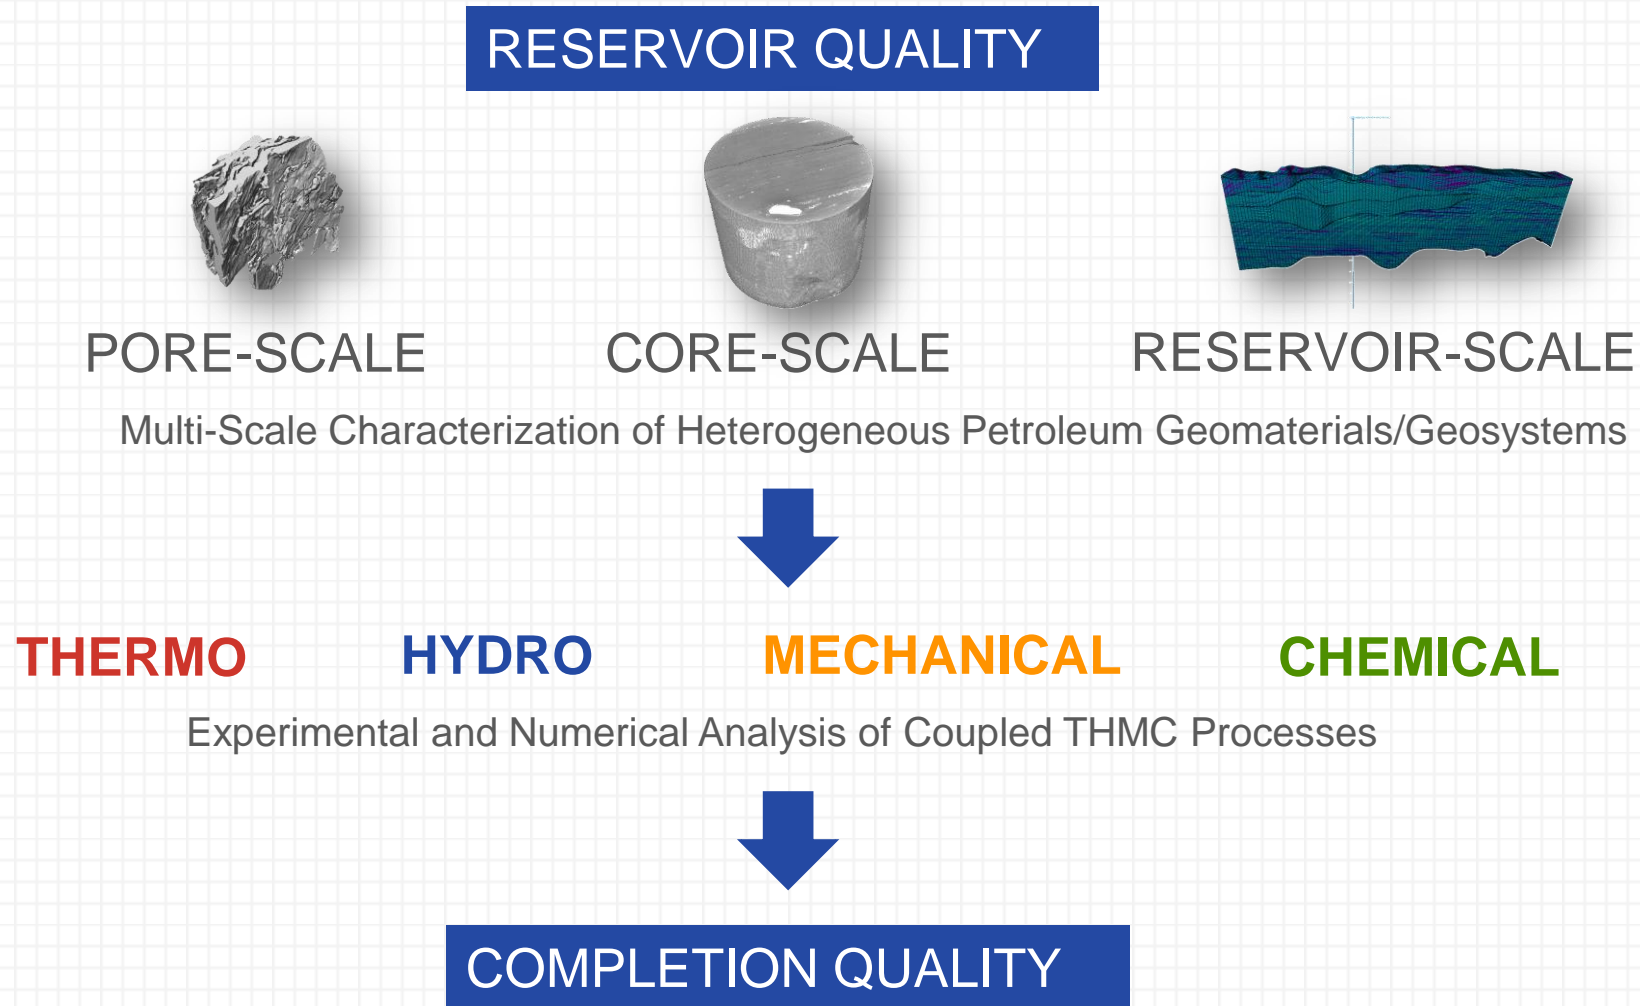 RESERVOIR QUALITY
PORE-SCALE
CORE-SCALE
RESERVOIR-SCALE
Multi-Scale Characterization of Heterogeneous Petroleum Geomaterials/Geosystems
THERMO
HYDRO
MECHANICAL
CHEMICAL
Experimental and Numerical Analysis of Coupled THMC Processes
COMPLETION QUALITY